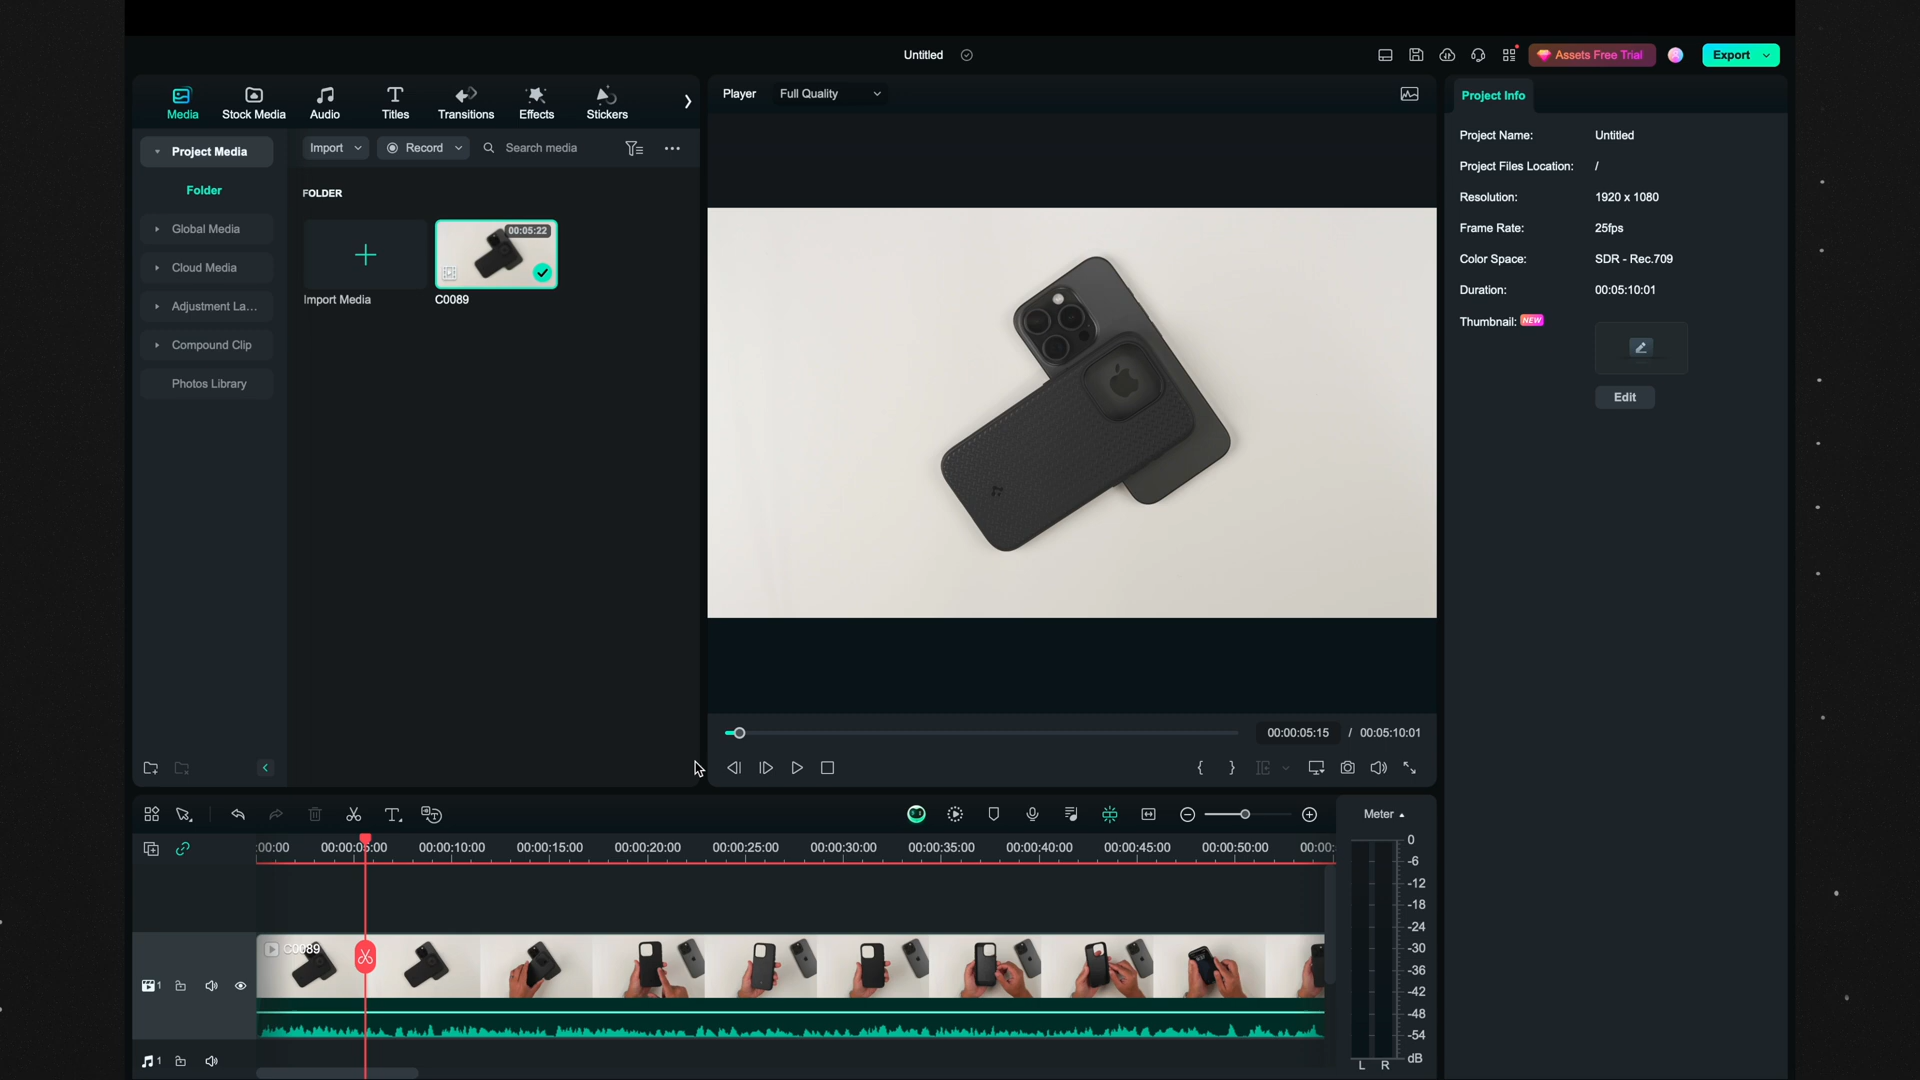 Untitled
Assets Free Trial
Export
Media
Stock Media
Audio
Titles
Transitions
Effects
Stickers
Player
Full Quality
Project Info
Project Media
Import
Record
Search media
Folder
FOLDER
Global Media
Cloud Media
Adjustment La...
Compound Clip
Photos Library
00:05:22
Import Media
C0089
Project Name:
Untitled
Project Files Location:
/
Resolution:
1920 x 1080
Frame Rate:
25fps
Color Space:
SDR - Rec.709
Duration:
00:05:10:01
Thumbnail:
NEW
Edit
00:00:05:15 / 00:05:10:01
Meter
:00:00
00:00:05:00
00:00:10:00
00:00:15:00
00:00:20:00
00:00:25:00
00:00:30:00
00:00:35:00
00:00:40:00
00:00:45:00
00:00:50:00
00:00:
C0089
1
1
0
-6
-12
-18
-24
-30
-36
-42
-48
-54
dB
L R